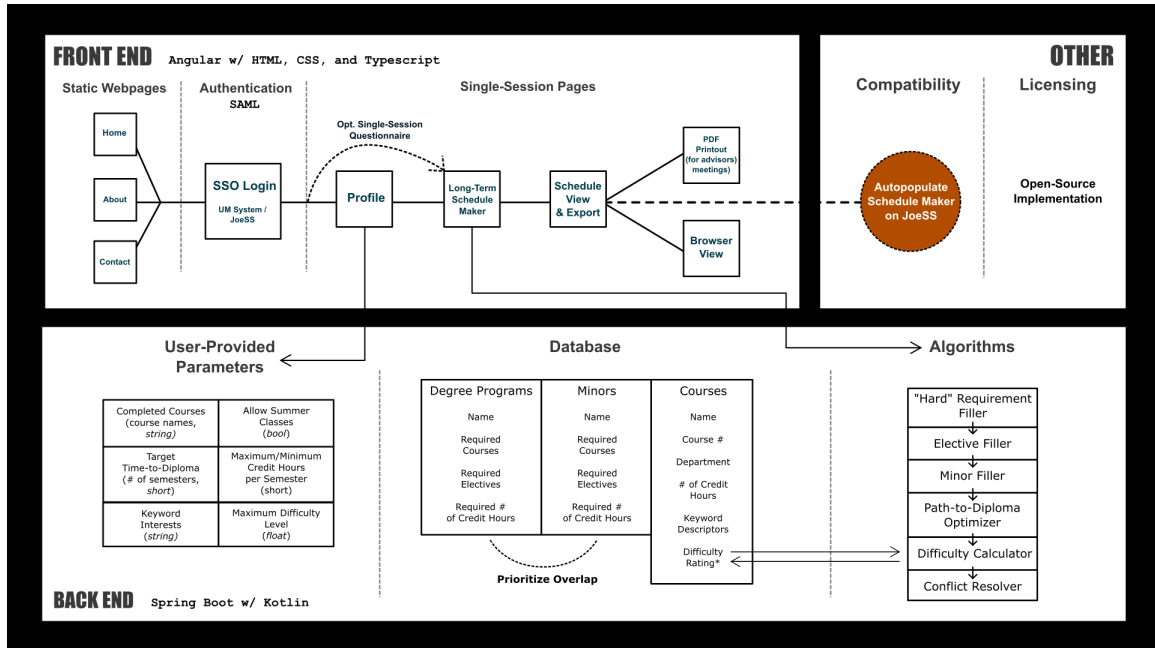 FRONT END Angular w/ HTML, CSS, and Typescript
Static Webpages
Home
About
Contact
Authentication
SAML
SSO Login
UM System /
JoeSS
Single-Session Pages
Opt. Single-Session
Questionnaire
Profile
Long-Term
Schedule
Maker
Schedule
View
& Export
PDF
Printout
(for advisors)
meetings)
Browser
View
OTHER
Compatibility
Autopopulate
Schedule Maker
on JoeSS
Licensing
Open-Source
Implementation
User-Provided
Parameters
Completed Courses
(course names,
string)
Allow Summer
Classes
(bool)
Target
Time-to-Diploma
(# of semesters,
short)
Maximum/Minimum
Credit Hours
per Semester
(short)
Keyword
Interests
(string)
Maximum Difficulty
Level
(float)
Database
Degree Programs
Name
Required
Courses
Required
Electives
Required #
of Credit Hours
Minors
Name
Required
Courses
Required
Electives
Required #
of Credit Hours
Courses
Name
Course #
Department
# of Credit
Hours
Keyword
Descriptors
Difficulty
Rating*
Prioritize Overlap
Algorithms
"Hard" Requirement
Filler
Elective Filler
Minor Filler
Path-to-Diploma
Optimizer
Difficulty Calculator
Conflict Resolver
BACK END Spring Boot w/ Kotlin